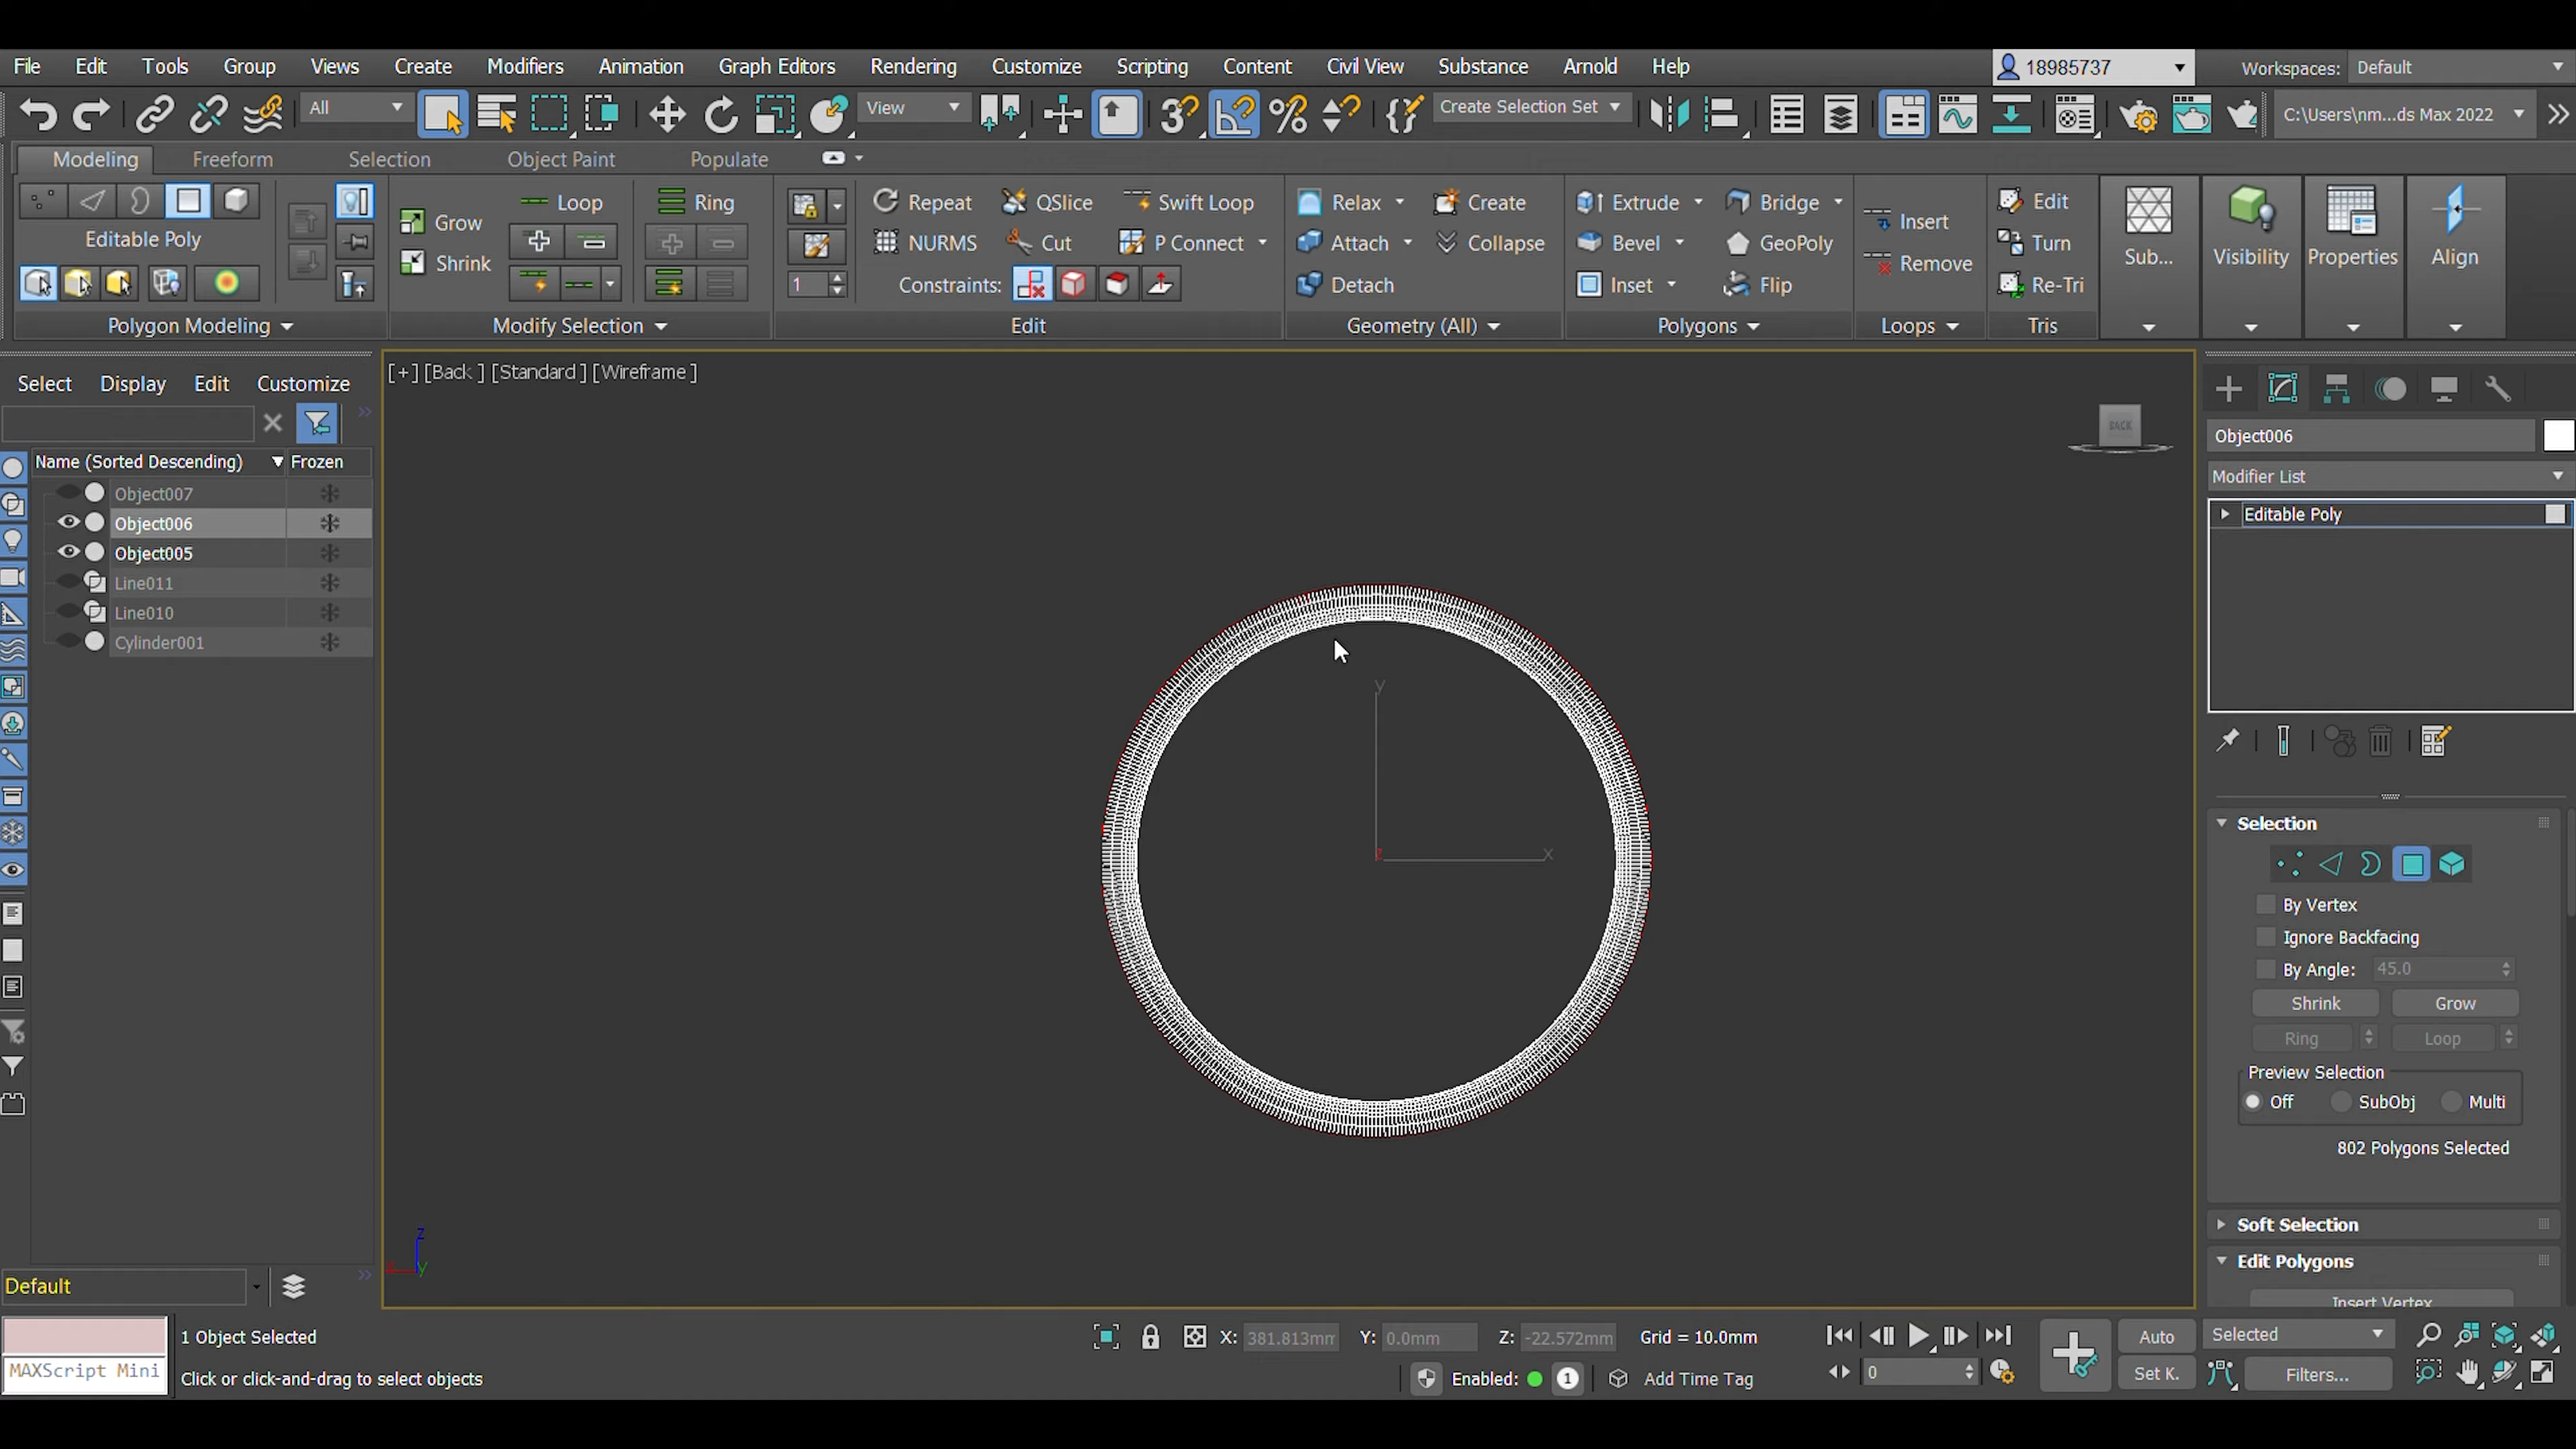 File Edit Tools Group Views Create Modifiers Animation Graph Editors Rendering Customize Scripting Content Civil View Substance Arnold Help 18985737 Workspaces: Default
All View Create Selection Set C:\Users\nm...ds Max 2022
Modeling Freeform Selection Object Paint Populate
Grow Loop Ring Repeat QSlice Swift Loop Relax Create Extrude Bridge Insert Edit
Editable Poly Shrink NURMS Cut P Connect Attach Collapse Bevel GeoPoly Remove Turn Sub... Visibility Properties Align
1 Constraints: Detach Inset Flip Re-Tri
Polygon Modeling Modify Selection Edit Geometry (All) Polygons Loops Tris
Select Display Edit Customize
[+] [Back ] [Standard ] [Wireframe ]
BACK
Name (Sorted Descending) Frozen
Object007
Object006
Object005
Line011
Line010
Cylinder001
y
x
z
z
x y
Default
Object006
Modifier List
Editable Poly
Selection
By Vertex
Ignore Backfacing
By Angle: 45.0
Shrink Grow
Ring Loop
Preview Selection
Off SubObj Multi
802 Polygons Selected
Soft Selection
Edit Polygons
Insert Vertex
MAXScript Mini
1 Object Selected
Click or click-and-drag to select objects
X: 381.813mm Y: 0.0mm Z: -22.572mm Grid = 10.0mm
Enabled: 1 Add Time Tag
0
Auto Selected
Set K. Filters...